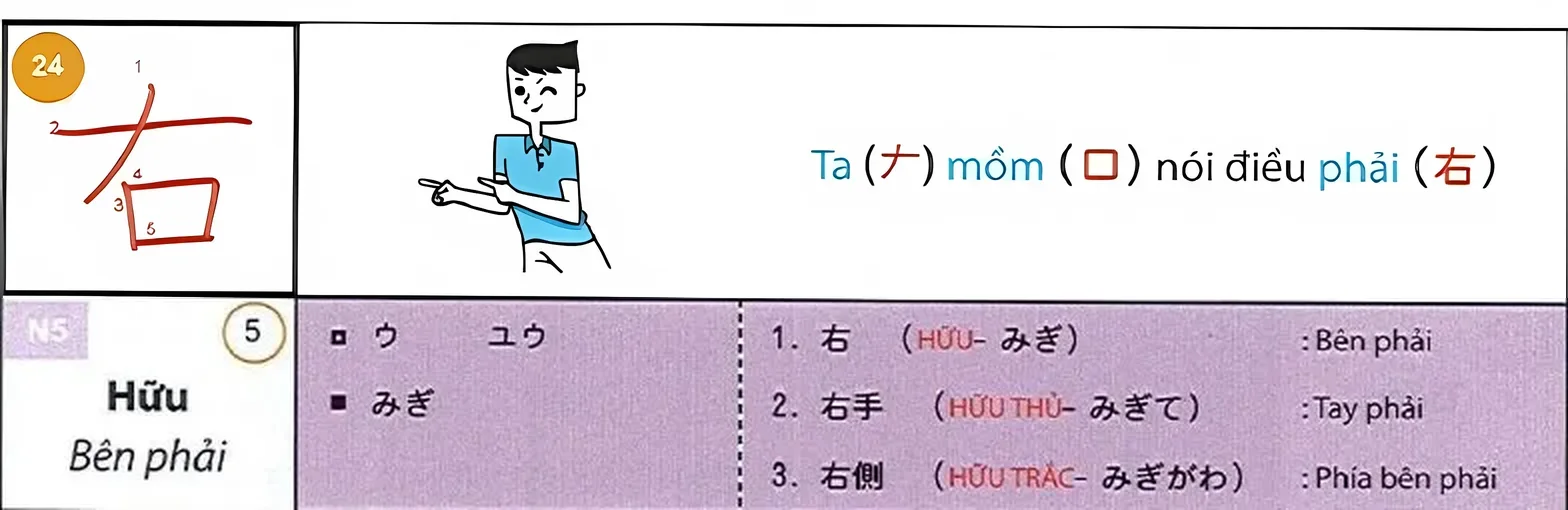 24
1
2
右
4
3
5
Ta (ナ) mồm (口) nói điều phải (右)
N5
5
Hữu
Bên phải
ウ ユウ
みぎ
1. 右 (HỮU- みぎ) : Bên phải
2. 右手 (HỮU THỦ- みぎて) : Tay phải
3. 右側 (HỮU TRẮC- みぎがわ) : Phía bên phải